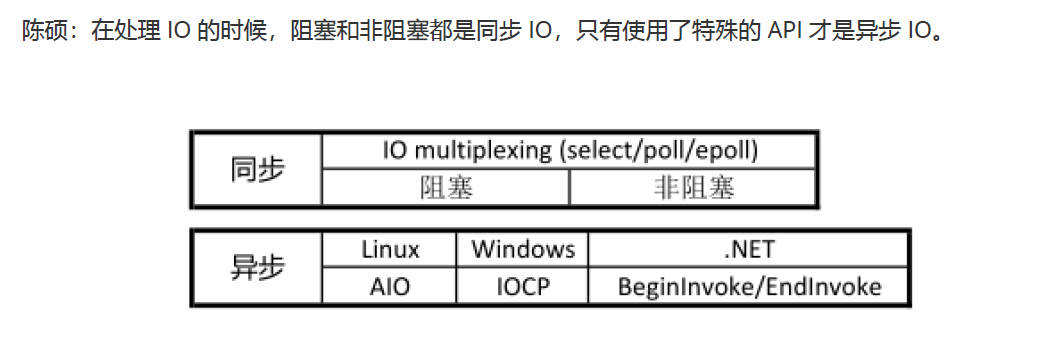 陈硕：在处理 IO 的时候，阻塞和非阻塞都是同步 IO，只有使用了特殊的 API 才是异步 IO。
同步
IO multiplexing (select/poll/epoll)
阻塞 非阻塞
异步
Linux Windows .NET
AIO IOCP BeginInvoke/EndInvoke